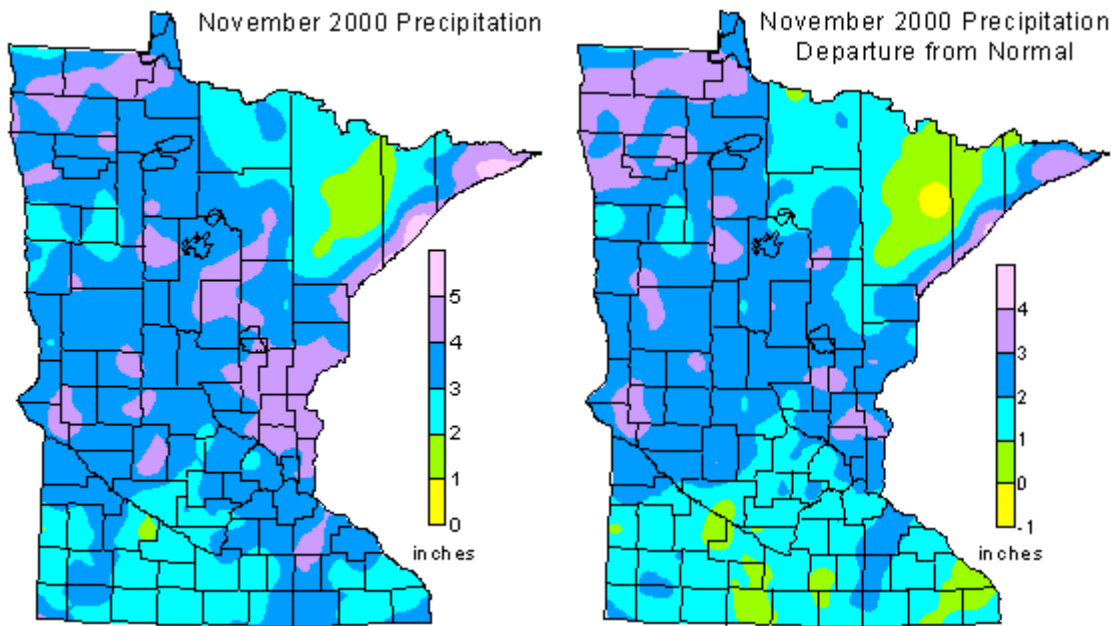 November 2000 Precipitation
5
4
3
2
1
0
inches
November 2000 Precipitation
Departure from Normal
4
3
2
1
0
-1
inches